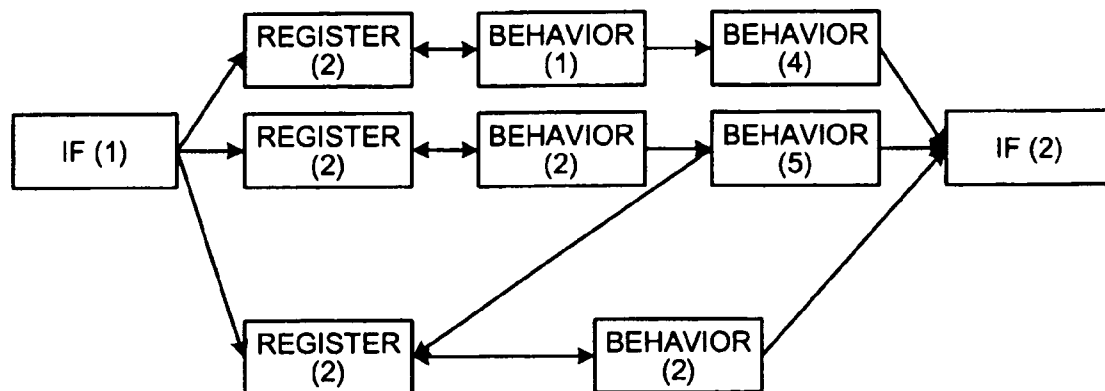 REGISTER
(2)
BEHAVIOR
(1)
BEHAVIOR
(4)
IF (1)
REGISTER
(2)
BEHAVIOR
(2)
BEHAVIOR
(5)
IF (2)
REGISTER
(2)
BEHAVIOR
(2)